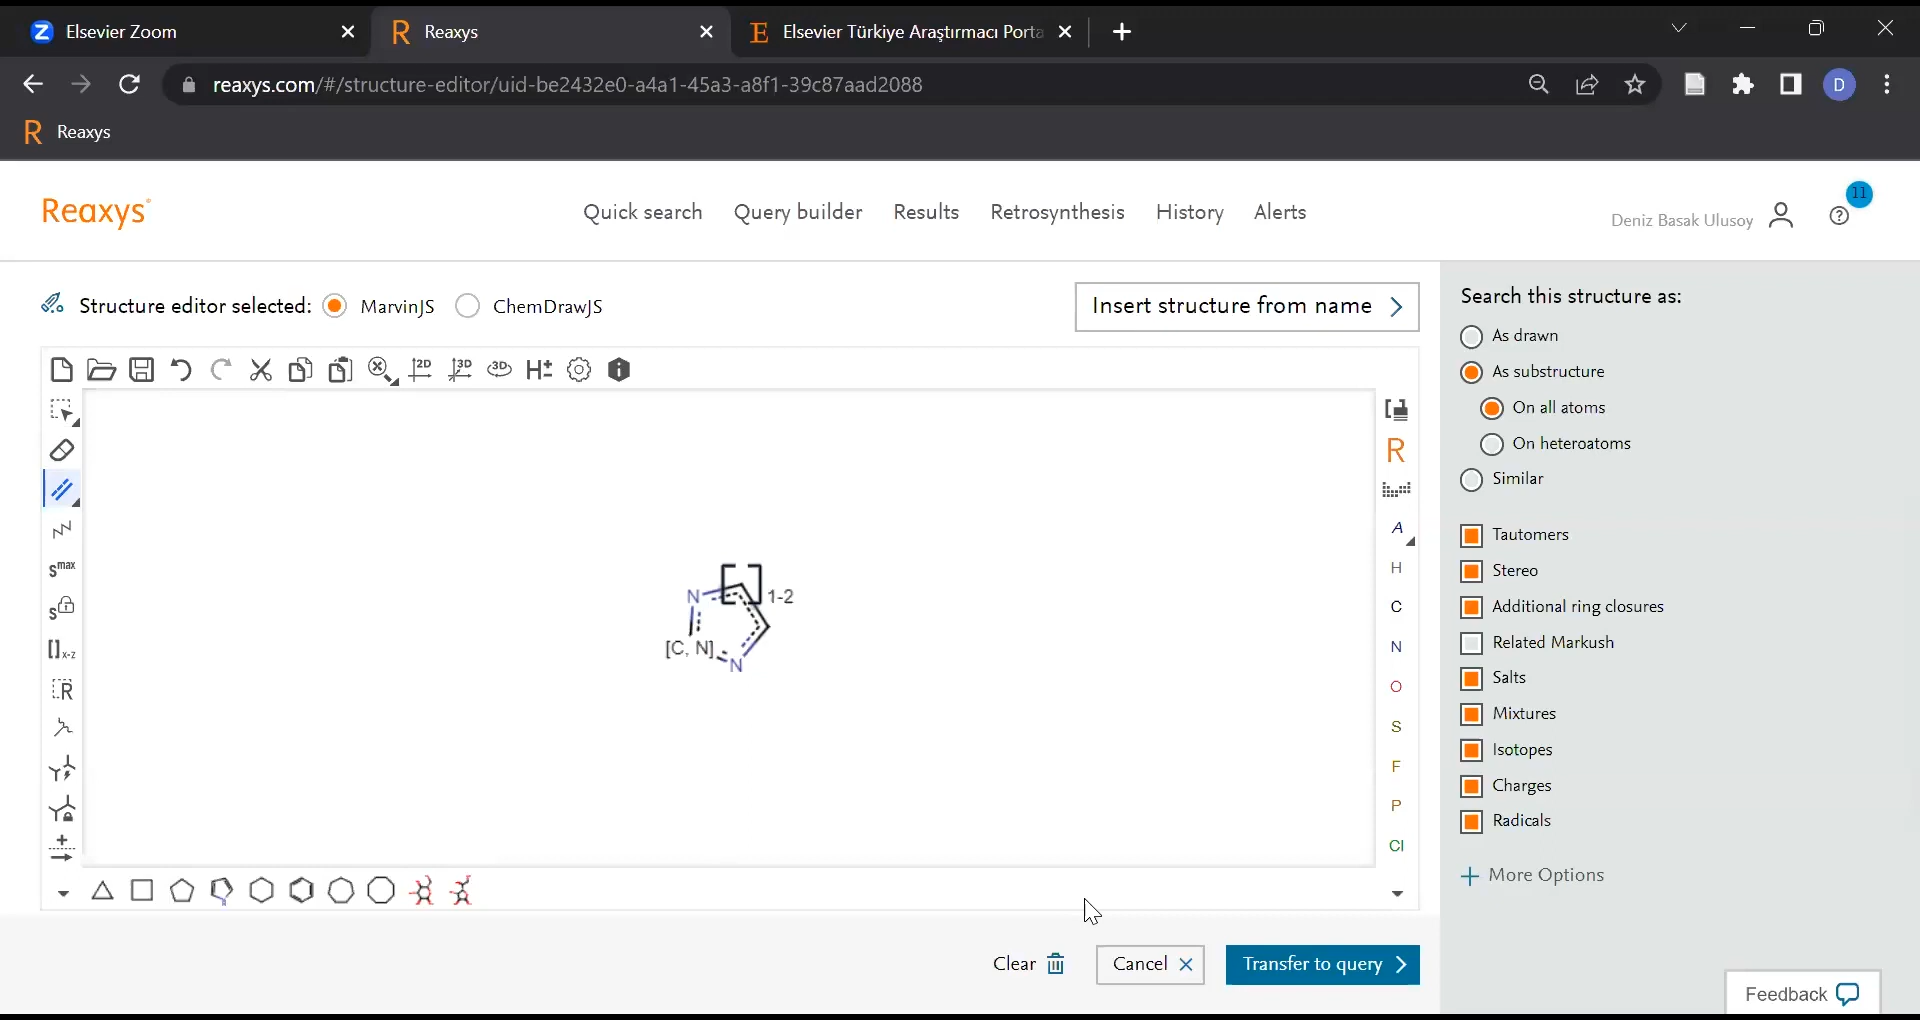 Elsevier Zoom
Reaxys
Elsevier Türkiye Araştırmacı Porta
reaxys.com/#/structure-editor/uid-be2432e0-a4a1-45a3-a8f1-39c87aad2088
D
Reaxys
Reaxys
Quick search
Query builder
Results
Retrosynthesis
History
Alerts
Deniz Basak Ulusoy
11
Structure editor selected:
MarvinJS
ChemDrawJS
Insert structure from name
2D
3D
3D
H±
Smax
S
[]x-z
R
N
1-2
[C, N]
N
R
A
H
C
N
O
S
F
P
Cl
Clear
Cancel
Transfer to query
Search this structure as:
As drawn
As substructure
On all atoms
On heteroatoms
Similar
Tautomers
Stereo
Additional ring closures
Related Markush
Salts
Mixtures
Isotopes
Charges
Radicals
More Options
Feedback